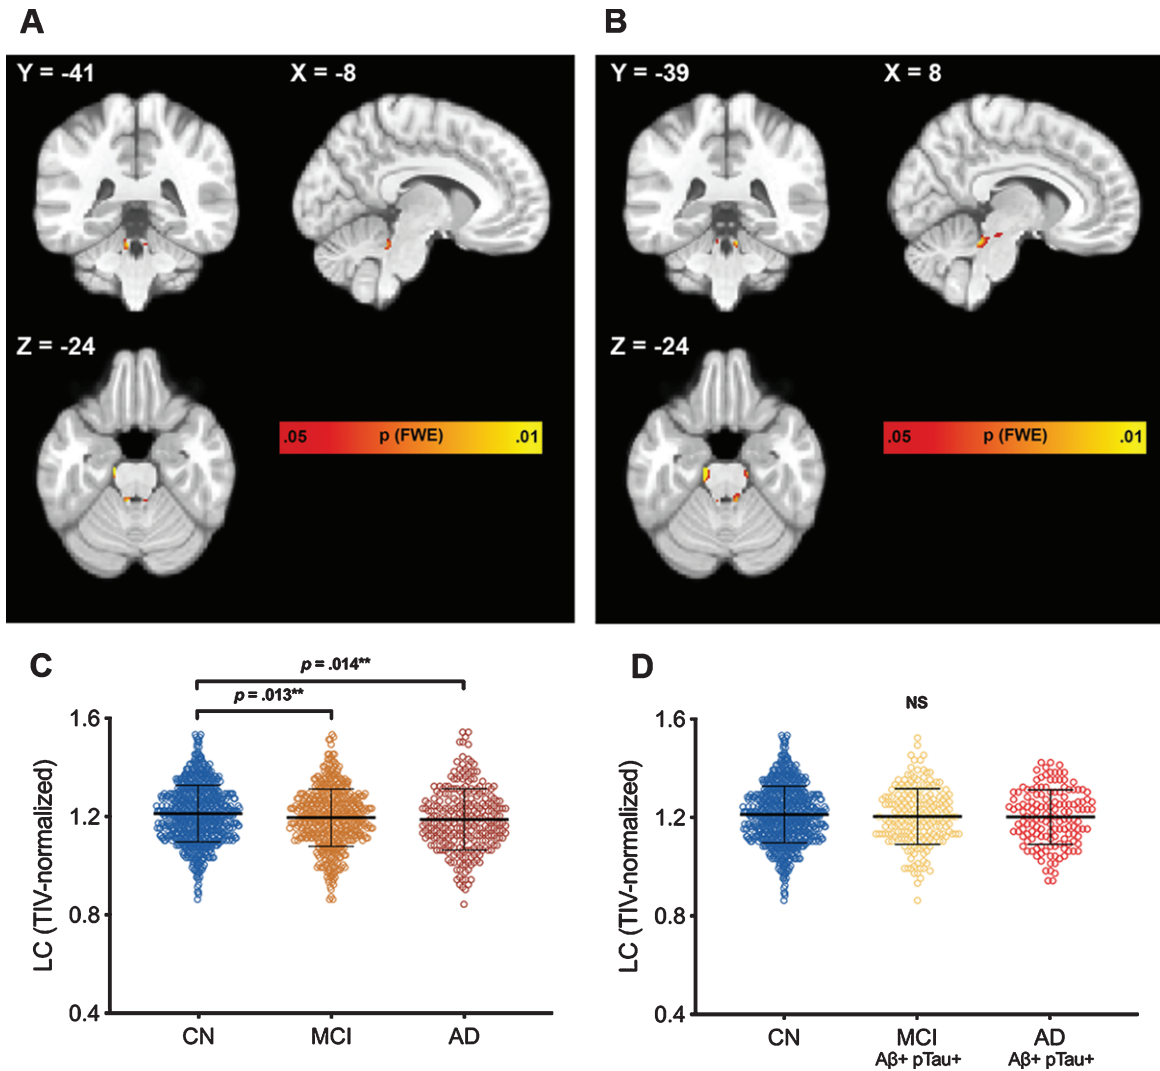 A
B
Y = -41
X = -8
Y = -39
X = 8
Z = -24
Z = -24
.05 p (FWE) .01
.05 p (FWE) .01
C
p = .014**
p = .013**
LC (TIV-normalized)
1.6
1.2
0.8
0.4
CN
MCI
AD
D
NS
LC (TIV-normalized)
1.6
1.2
0.8
0.4
CN
MCI
Aβ+ pTau+
AD
Aβ+ pTau+